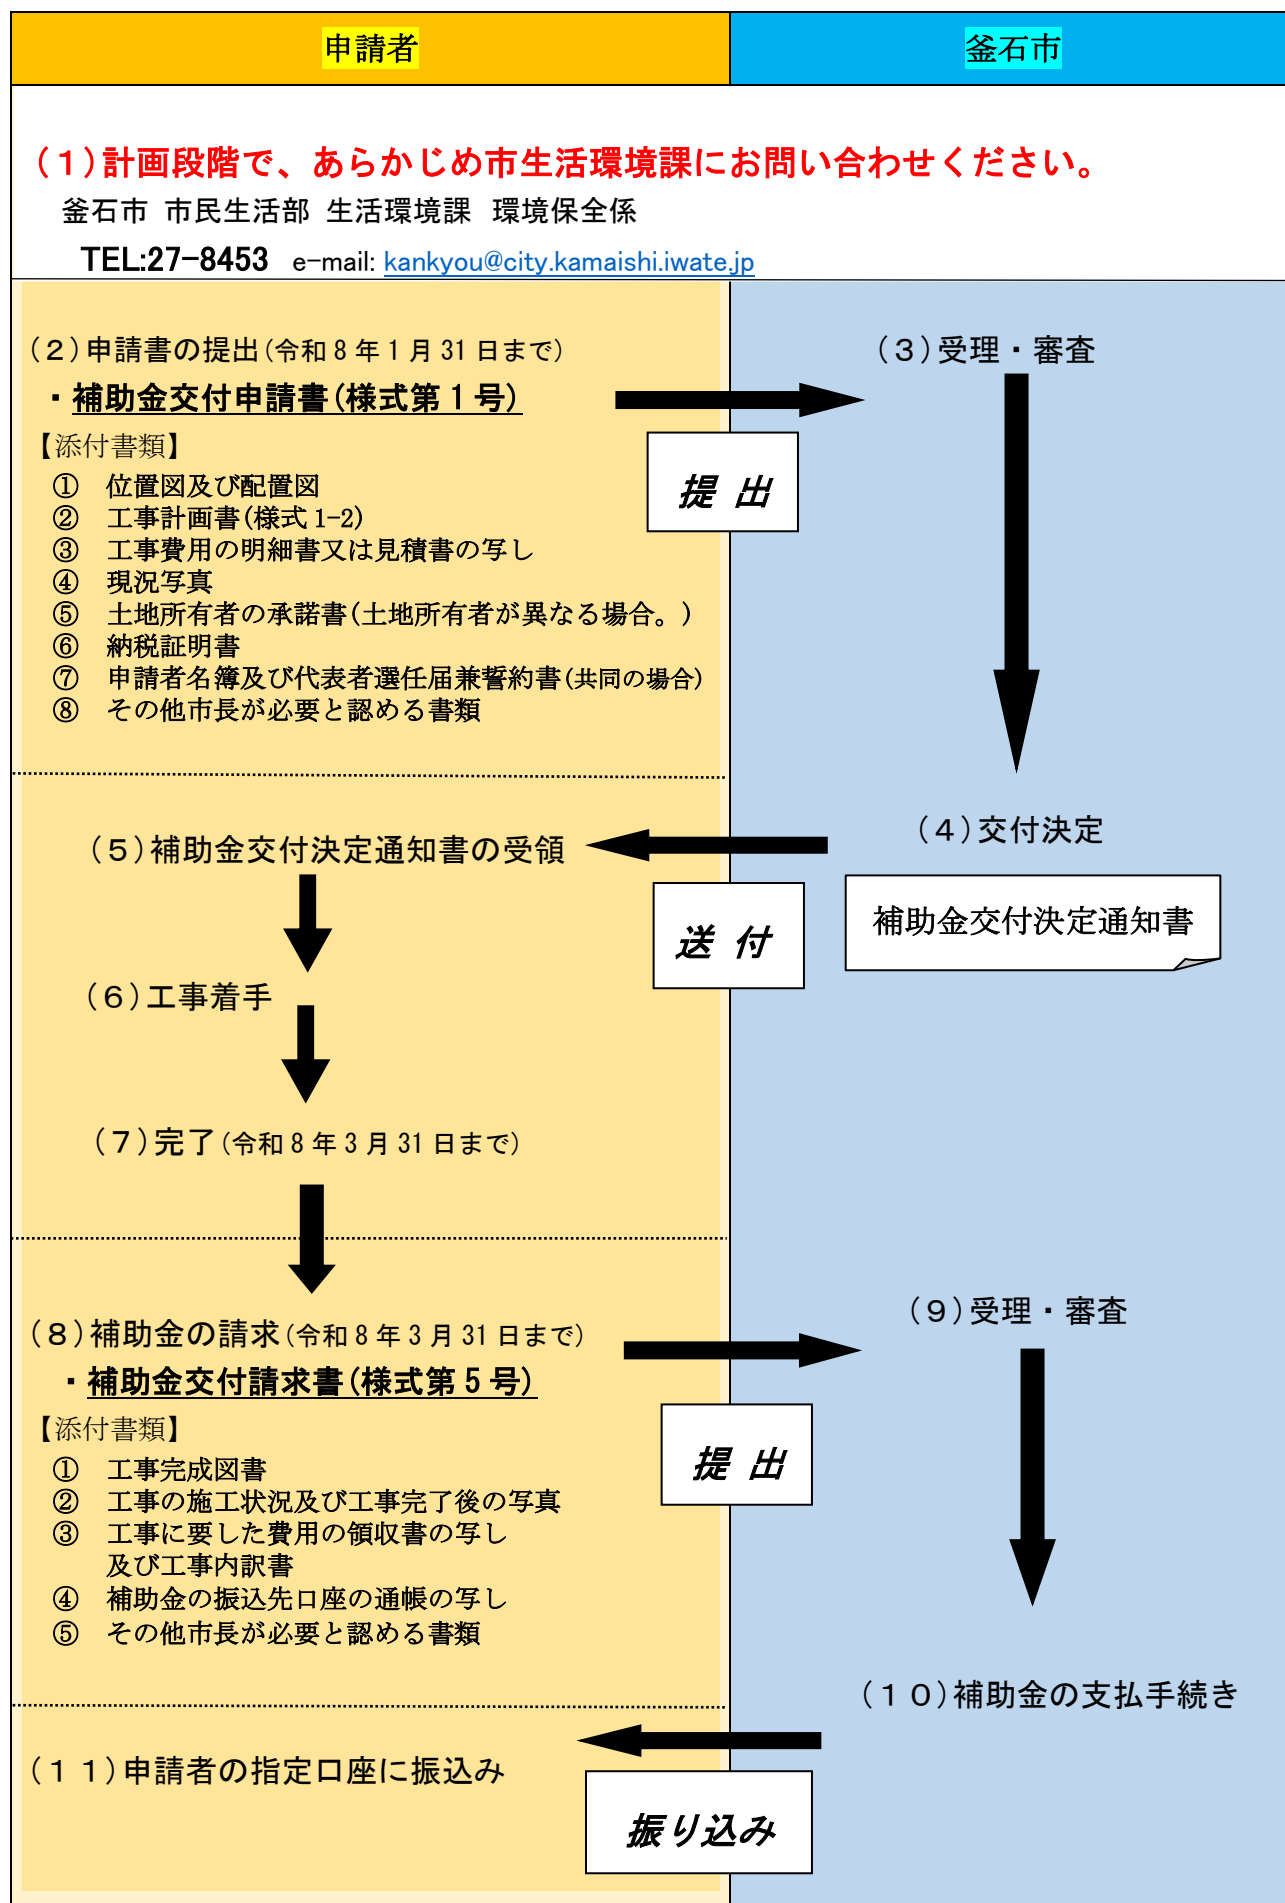 申請者
釜石市
（１）計画段階で、あらかじめ市生活環境課にお問い合わせください。
釜石市 市民生活部 生活環境課 環境保全係
TEL:27-8453 e-mail: kankyou@city.kamaishi.iwate.jp
（２）申請書の提出（令和８年１月31日まで）
・補助金交付申請書（様式第１号）
【添付書類】
① 位置図及び配置図
② 工事計画書（様式1-2）
③ 工事費用の明細書又は見積書の写し
④ 現況写真
⑤ 土地所有者の承諾書（土地所有者が異なる場合。）
⑥ 納税証明書
⑦ 申請者名簿及び代表者選任届兼誓約書（共同の場合）
⑧ その他市長が必要と認める書類
提 出
（３）受理・審査
（４）交付決定
補助金交付決定通知書
送 付
（５）補助金交付決定通知書の受領
（６）工事着手
（７）完了（令和８年３月31日まで）
（８）補助金の請求（令和８年３月31日まで）
・補助金交付請求書（様式第５号）
【添付書類】
① 工事完成図書
② 工事の施工状況及び工事完了後の写真
③ 工事に要した費用の領収書の写し
及び工事内訳書
④ 補助金の振込先口座の通帳の写し
⑤ その他市長が必要と認める書類
提 出
（９）受理・審査
（１０）補助金の支払手続き
（１１）申請者の指定口座に振込み
振り込み